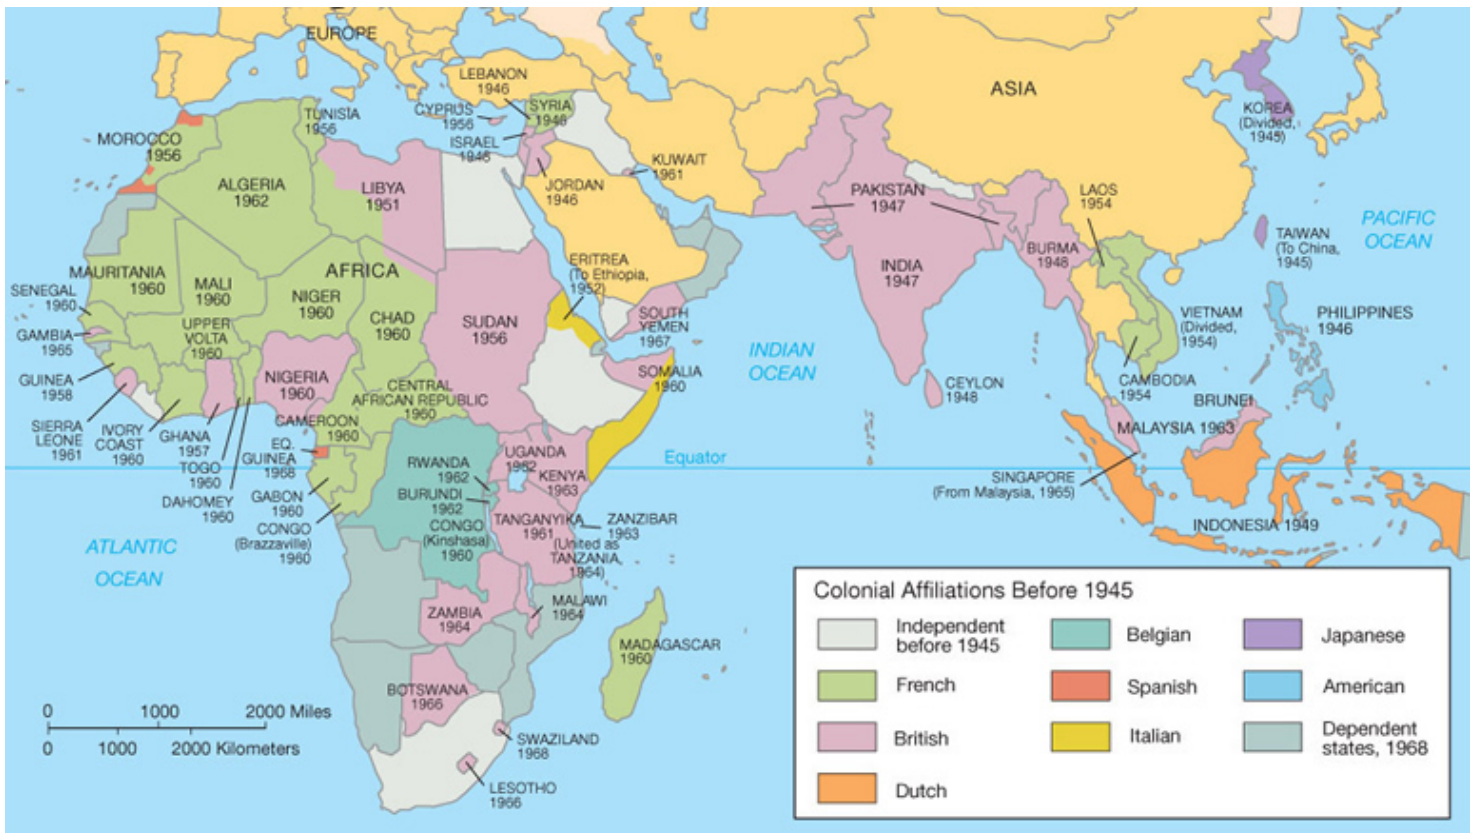 EUROPE
ASIA
LEBANON
1946
CYPRUS
1956
SYRIA
1946
ISRAEL
1946
TUNISIA
1956
MOROCCO
1956
ALGERIA
1962
LIBYA
1951
JORDAN
1946
KUWAIT
1961
PAKISTAN
1947
LAOS
1954
KOREA
(Divided,
1945)
TAIWAN
(To China,
1945)
PACIFIC
OCEAN
BURMA
1948
INDIA
1947
AFRICA
MAURITANIA
1960
MALI
1960
NIGER
1960
CHAD
1960
SUDAN
1956
ERITREA
(To Ethiopia,
1952)
SOUTH
YEMEN
1967
SENEGAL
1960
GAMBIA
1965
GUINEA
1958
SIERRA
LEONE
1961
UPPER
VOLTA
1960
NIGERIA
1960
IVORY
COAST
1960
GHANA
1957
TOGO
1960
DAHOMEY
1960
CAMEROON
1960
CENTRAL
AFRICAN REPUBLIC
1960
EQ.
GUINEA
1968
GABON
1960
CONGO
(Brazzaville)
1960
SOMALIA
1960
INDIAN
OCEAN
CEYLON
1948
VIETNAM
(Divided,
1954)
PHILIPPINES
1946
CAMBODIA
1954
BRUNEI
MALAYSIA 1963
SINGAPORE
(From Malaysia, 1965)
INDONESIA 1949
Equator
RWANDA
1962
BURUNDI
1962
CONGO
(Kinshasa)
1960
UGANDA
1962
KENYA
1963
TANGANYIKA
1961
(United as
TANZANIA,
1964)
ZANZIBAR
1963
MALAWI
1964
ZAMBIA
1964
MADAGASCAR
1960
BOTSWANA
1966
SWAZILAND
1968
LESOTHO
1966
ATLANTIC
OCEAN
0 1000 2000 Miles
0 1000 2000 Kilometers
Colonial Affiliations Before 1945
Independent
before 1945
French
British
Dutch
Belgian
Spanish
Italian
Japanese
American
Dependent
states, 1968